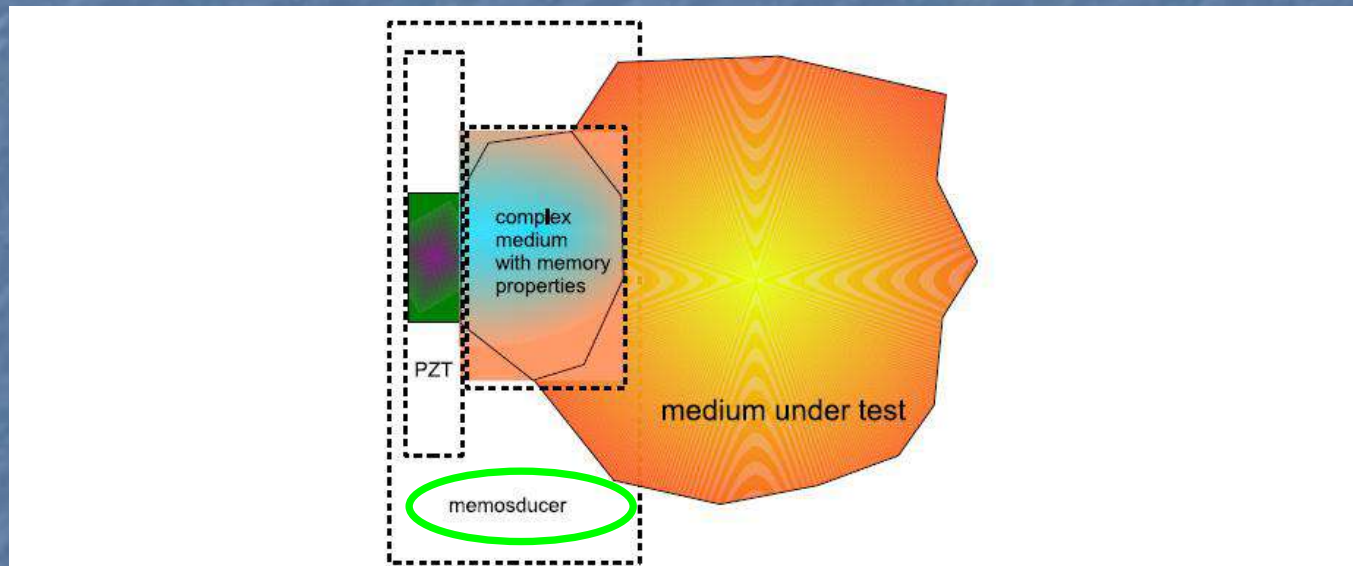 complex
medium
with memory
properties
PZT
medium under test
memosducer